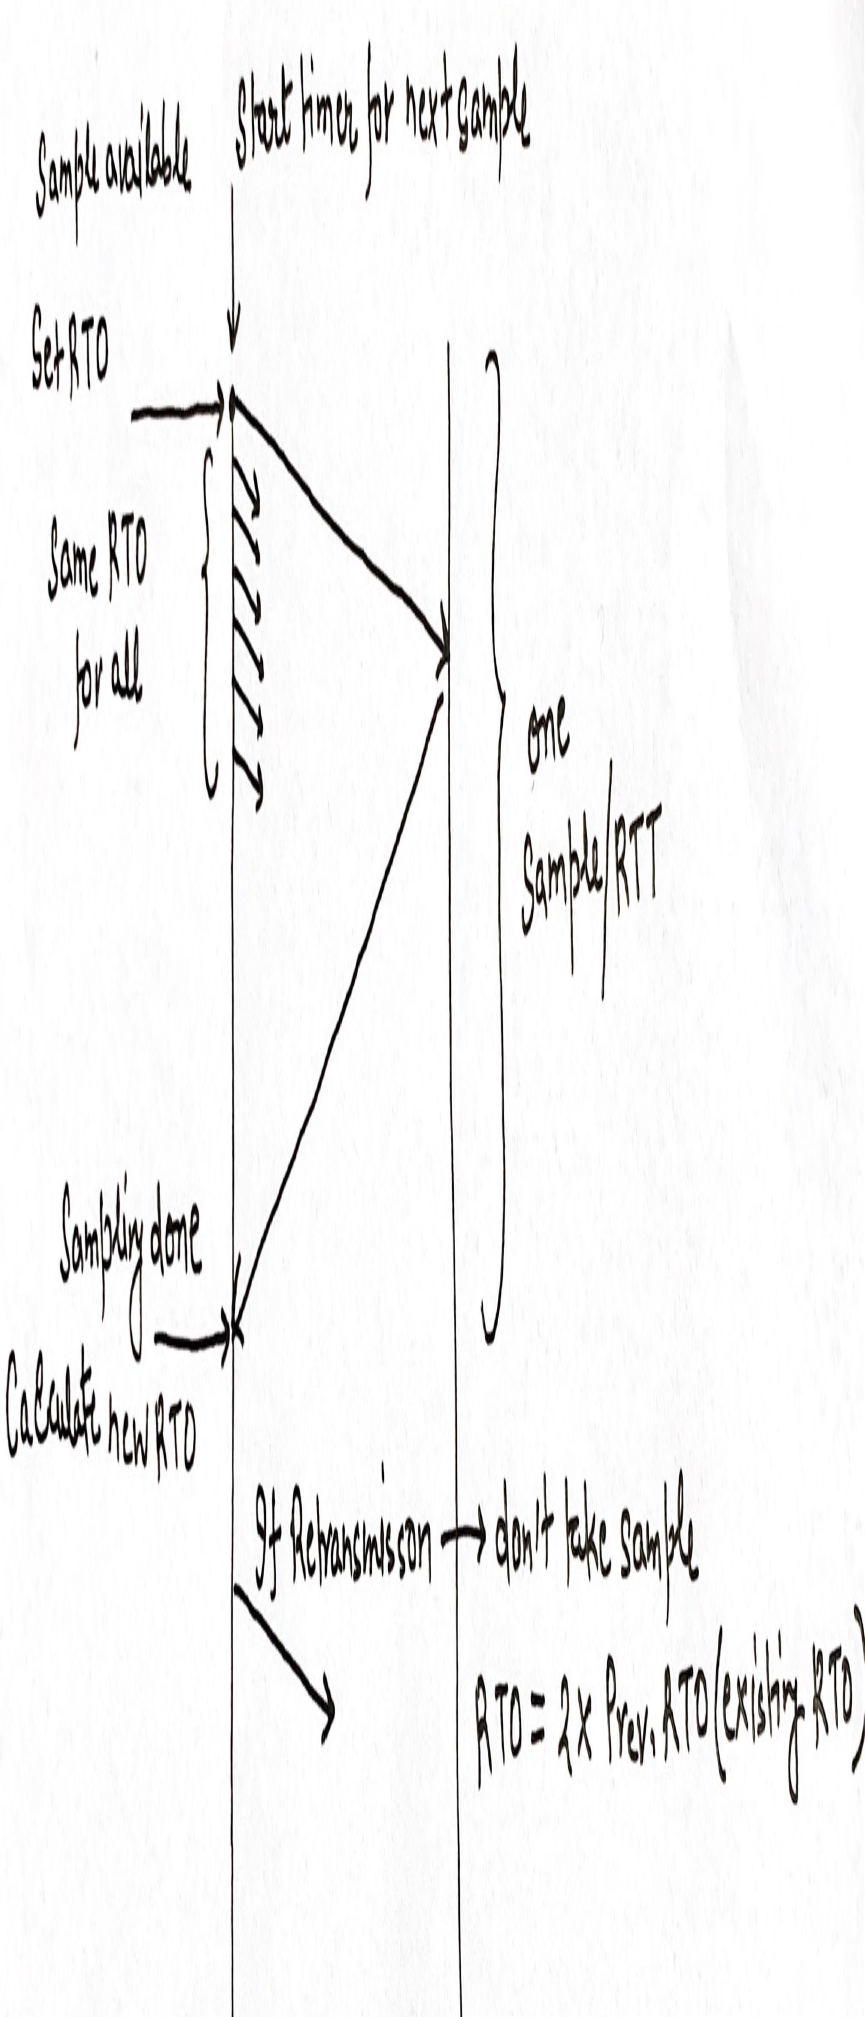 Start timer for next sample
Sample available
Set RTO
Same RTO
for all
one
Sample/RTT
Sampling done
Calculate new RTO
If Retransmisson → don't take sample
RTO = 2x Prev. RTO (existing RTO)